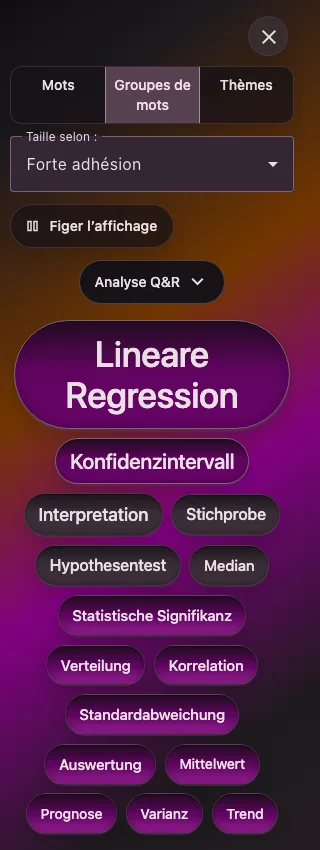 Mots
Groupes de
mots
Thèmes
Taille selon :
Forte adhésion
Figer l’affichage
Analyse Q&R
Lineare
Regression
Konfidenzintervall
Interpretation
Stichprobe
Hypothesentest
Median
Statistische Signifikanz
Verteilung
Korrelation
Standardabweichung
Auswertung
Mittelwert
Prognose
Varianz
Trend